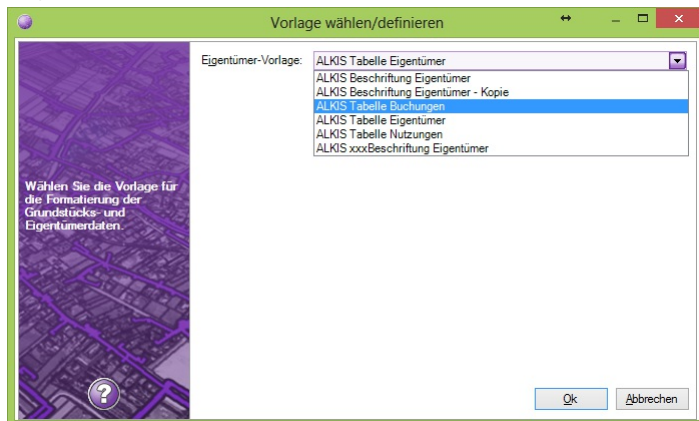 Vorlage wählen/definieren
Eigentümer-Vorlage: ALKIS Tabelle Eigentümer
ALKIS Beschriftung Eigentümer
ALKIS Beschriftung Eigentümer - Kopie
ALKIS Tabelle Buchungen
ALKIS Tabelle Eigentümer
ALKIS Tabelle Nutzungen
ALKIS xxxBeschriftung Eigentümer
Wählen Sie die Vorlage für
die Formatierung der
Grundstücks- und
Eigentümerdaten.
?
Ok Abbrechen